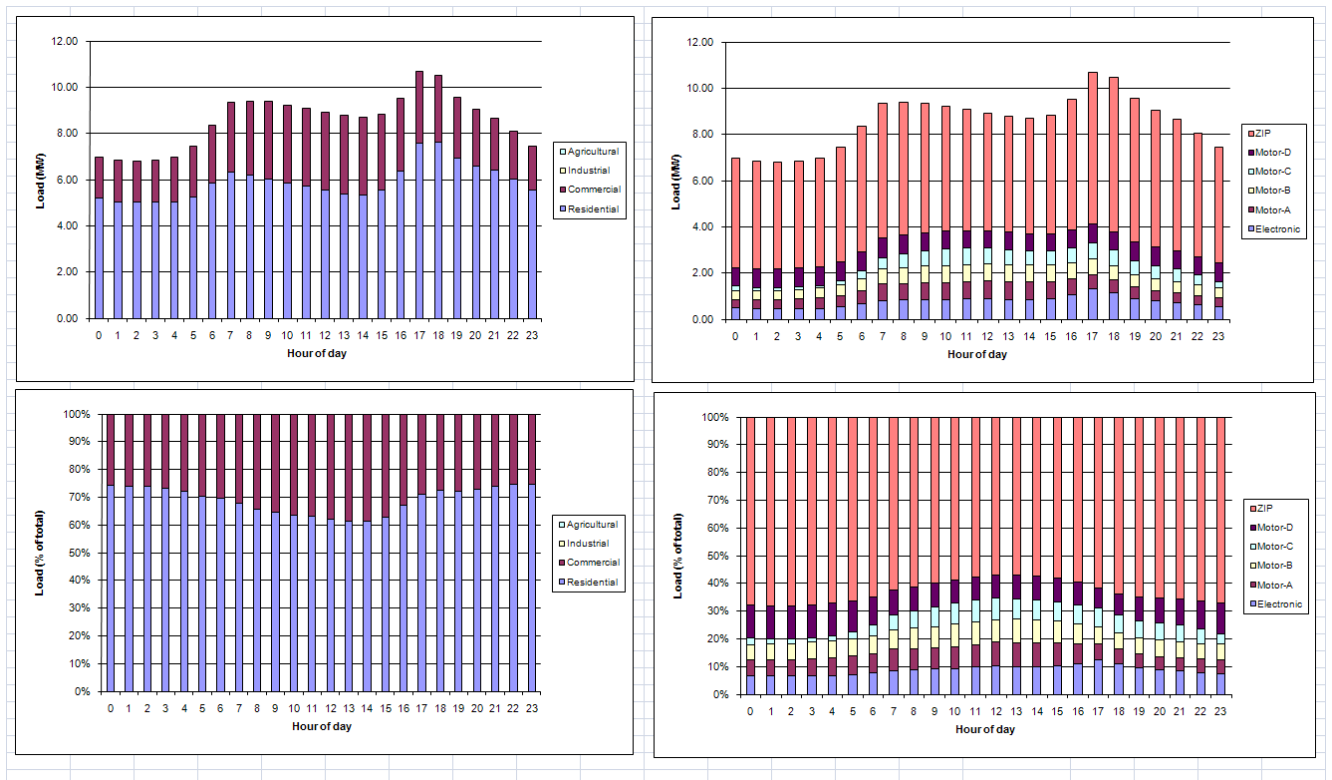 12.00
10.00
8.00
6.00
4.00
2.00
0.00
Load (MW)
0 1 2 3 4 5 6 7 8 9 10 11 12 13 14 15 16 17 18 19 20 21 22 23
Hour of day
Agricultural
Industrial
Commercial
Residential
12.00
10.00
8.00
6.00
4.00
2.00
0.00
Load (MW)
0 1 2 3 4 5 6 7 8 9 10 11 12 13 14 15 16 17 18 19 20 21 22 23
Hour of day
ZIP
Motor-D
Motor-C
Motor-B
Motor-A
Electronic
100%
90%
80%
70%
60%
50%
40%
30%
20%
10%
0%
Load (% of total)
0 1 2 3 4 5 6 7 8 9 10 11 12 13 14 15 16 17 18 19 20 21 22 23
Hour of day
Agricultural
Industrial
Commercial
Residential
100%
90%
80%
70%
60%
50%
40%
30%
20%
10%
0%
Load (% of total)
0 1 2 3 4 5 6 7 8 9 10 11 12 13 14 15 16 17 18 19 20 21 22 23
Hour of day
ZIP
Motor-D
Motor-C
Motor-B
Motor-A
Electronic